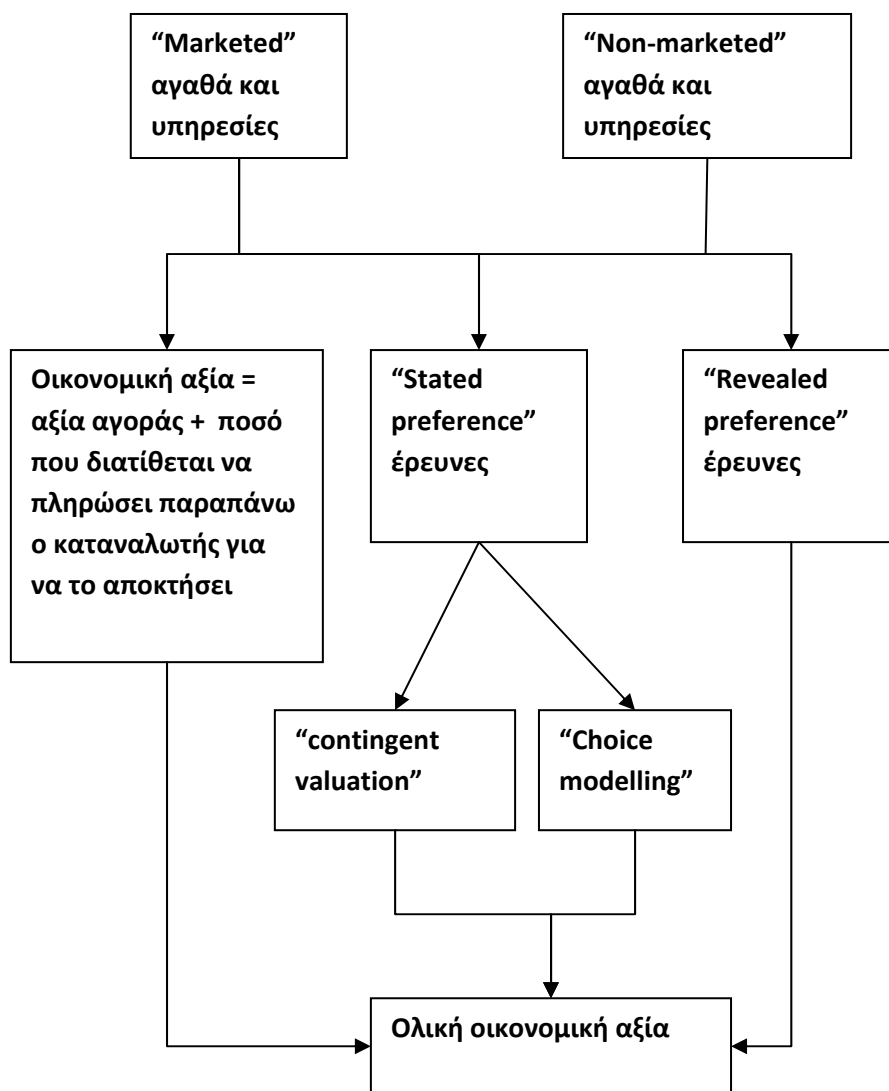 “Marketed”
αγαθά και
υπηρεσίες
“Non-marketed”
αγαθά και
υπηρεσίες
Οικονομική αξία =
αξία αγοράς + ποσό
που διατίθεται να
πληρώσει παραπάνω
ο καταναλωτής για
να το αποκτήσει
“Stated
preference”
έρευνες
“Revealed
preference”
έρευνες
“contingent
valuation”
“Choice
modelling”
Ολική οικονομική αξία